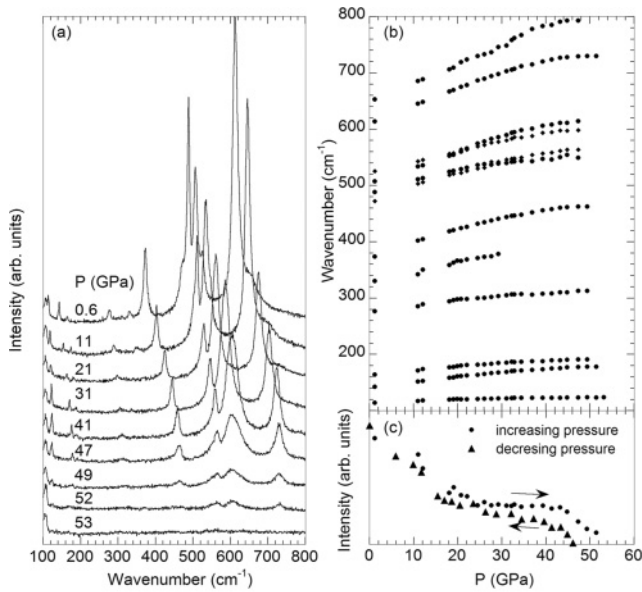 (a)
Intensity (arb. units)
P (GPa)
0.6
11
21
31
41
47
49
52
53
100 200 300 400 500 600 700 800
Wavenumber (cm-1)
(b)
Wavenumber (cm-1)
800
700
600
500
400
300
200
(c)
increasing pressure
decresing pressure
Intensity (arb. units)
0 10 20 30 40 50 60
P (GPa)